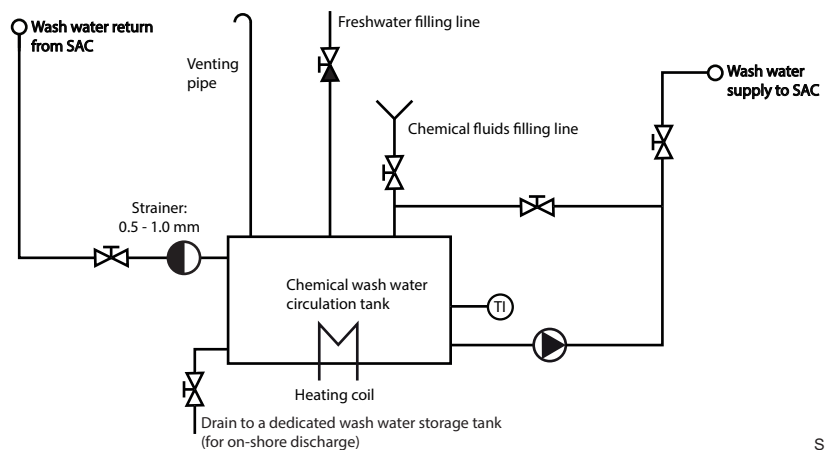 Wash water return
from SAC
Venting
pipe
Freshwater filling line
Chemical fluids filling line
Wash water
supply to SAC
Strainer:
0.5 - 1.0 mm
Chemical wash water
circulation tank
TI
Heating coil
Drain to a dedicated wash water storage tank
(for on-shore discharge)
S